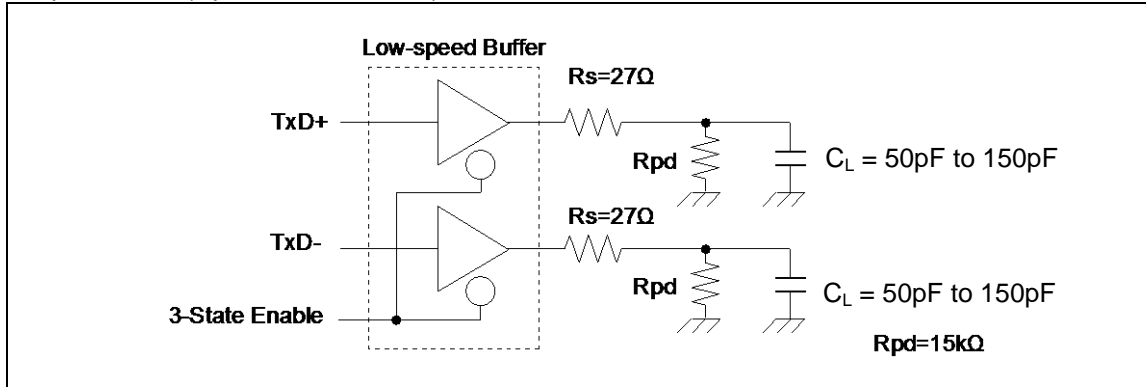 Low-speed Buffer
Rs=27Ω
TxD+
Rpd
C_L = 50pF to 150pF
Rs=27Ω
TxD-
Rpd
C_L = 50pF to 150pF
3-State Enable
Rpd=15kΩ